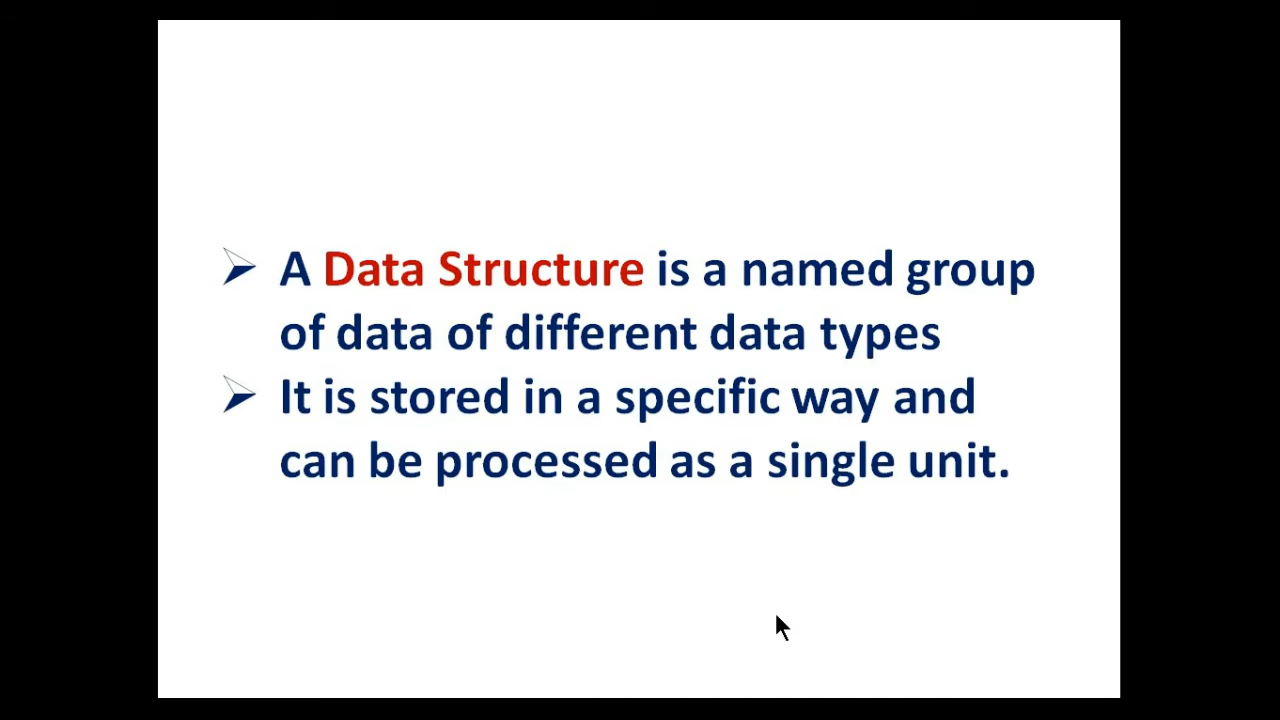 ➢ A Data Structure is a named group
of data of different data types
➢ It is stored in a specific way and
can be processed as a single unit.